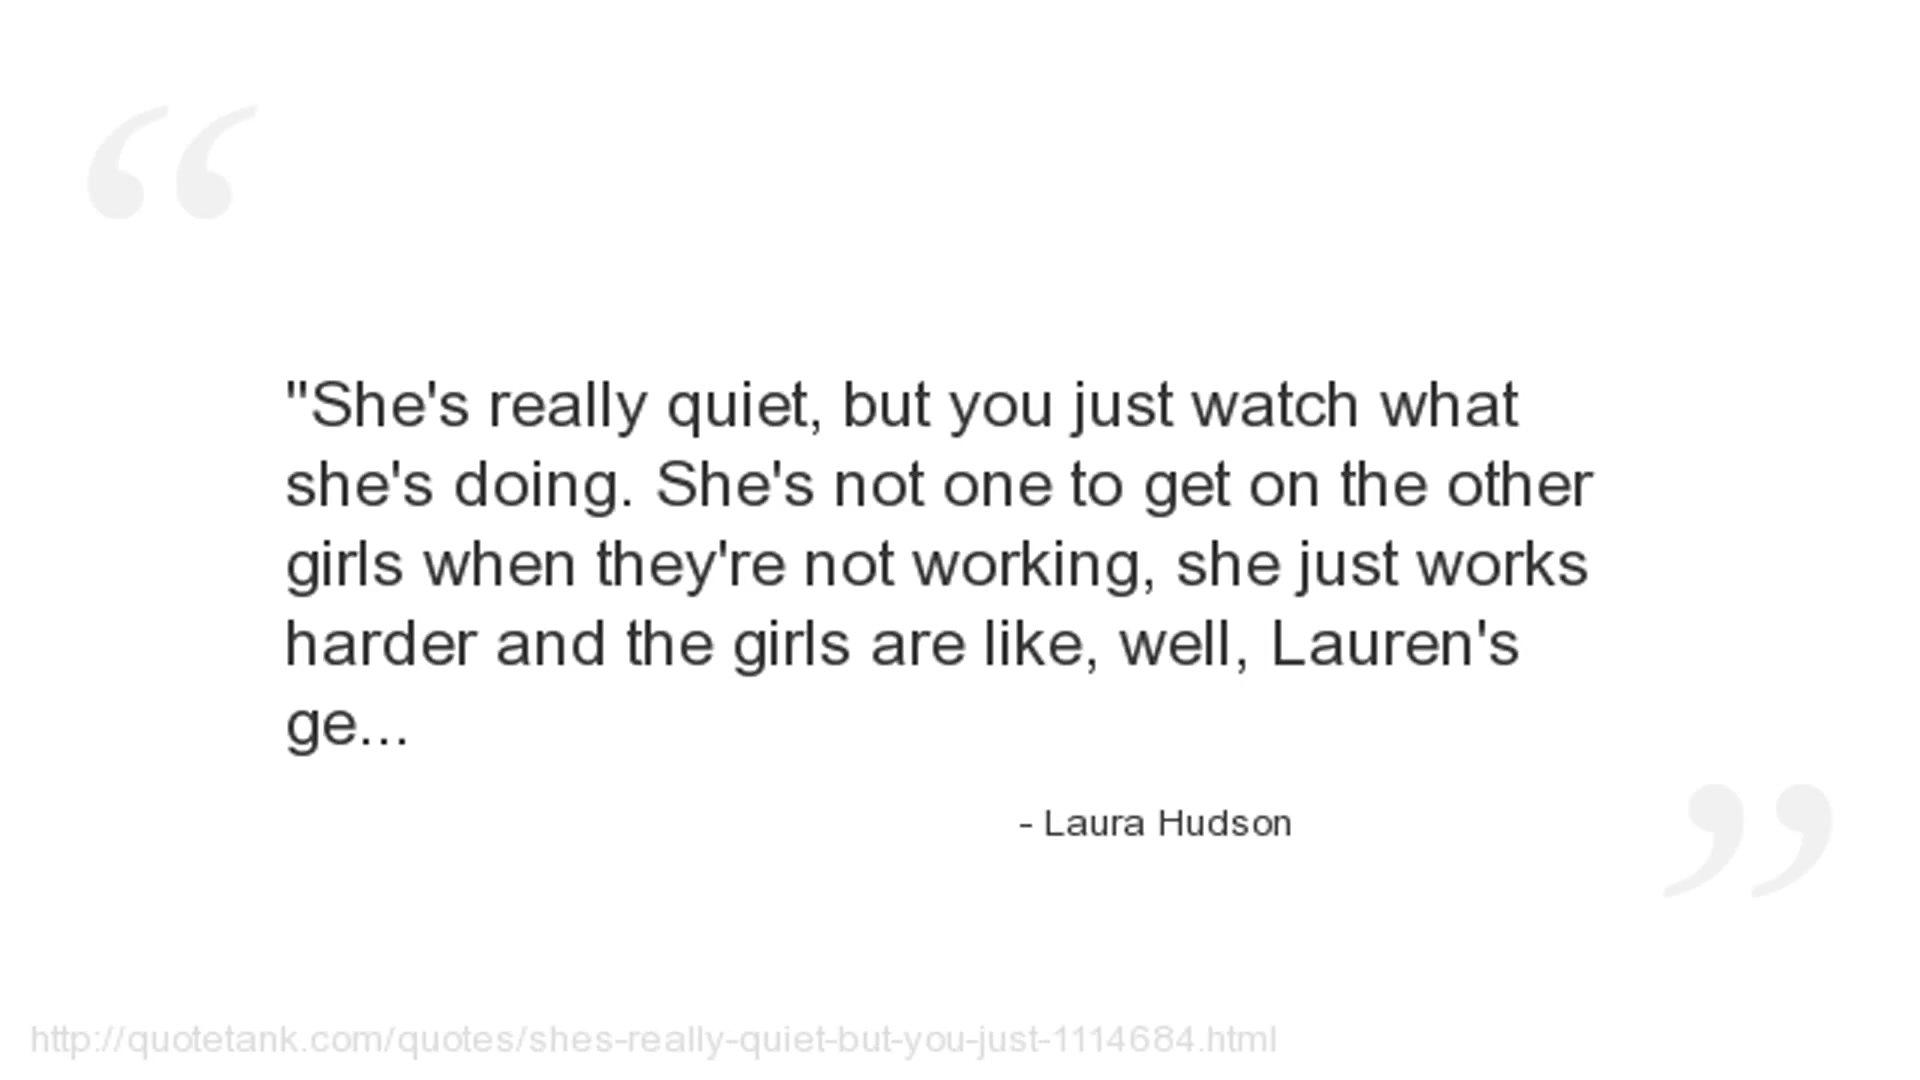 "She's really quiet, but you just watch what
she's doing. She's not one to get on the other
girls when they're not working, she just works
harder and the girls are like, well, Lauren's
ge...
- Laura Hudson
http://quotetank.com/quotes/shes-really-quiet-but-you-just-1114684.html